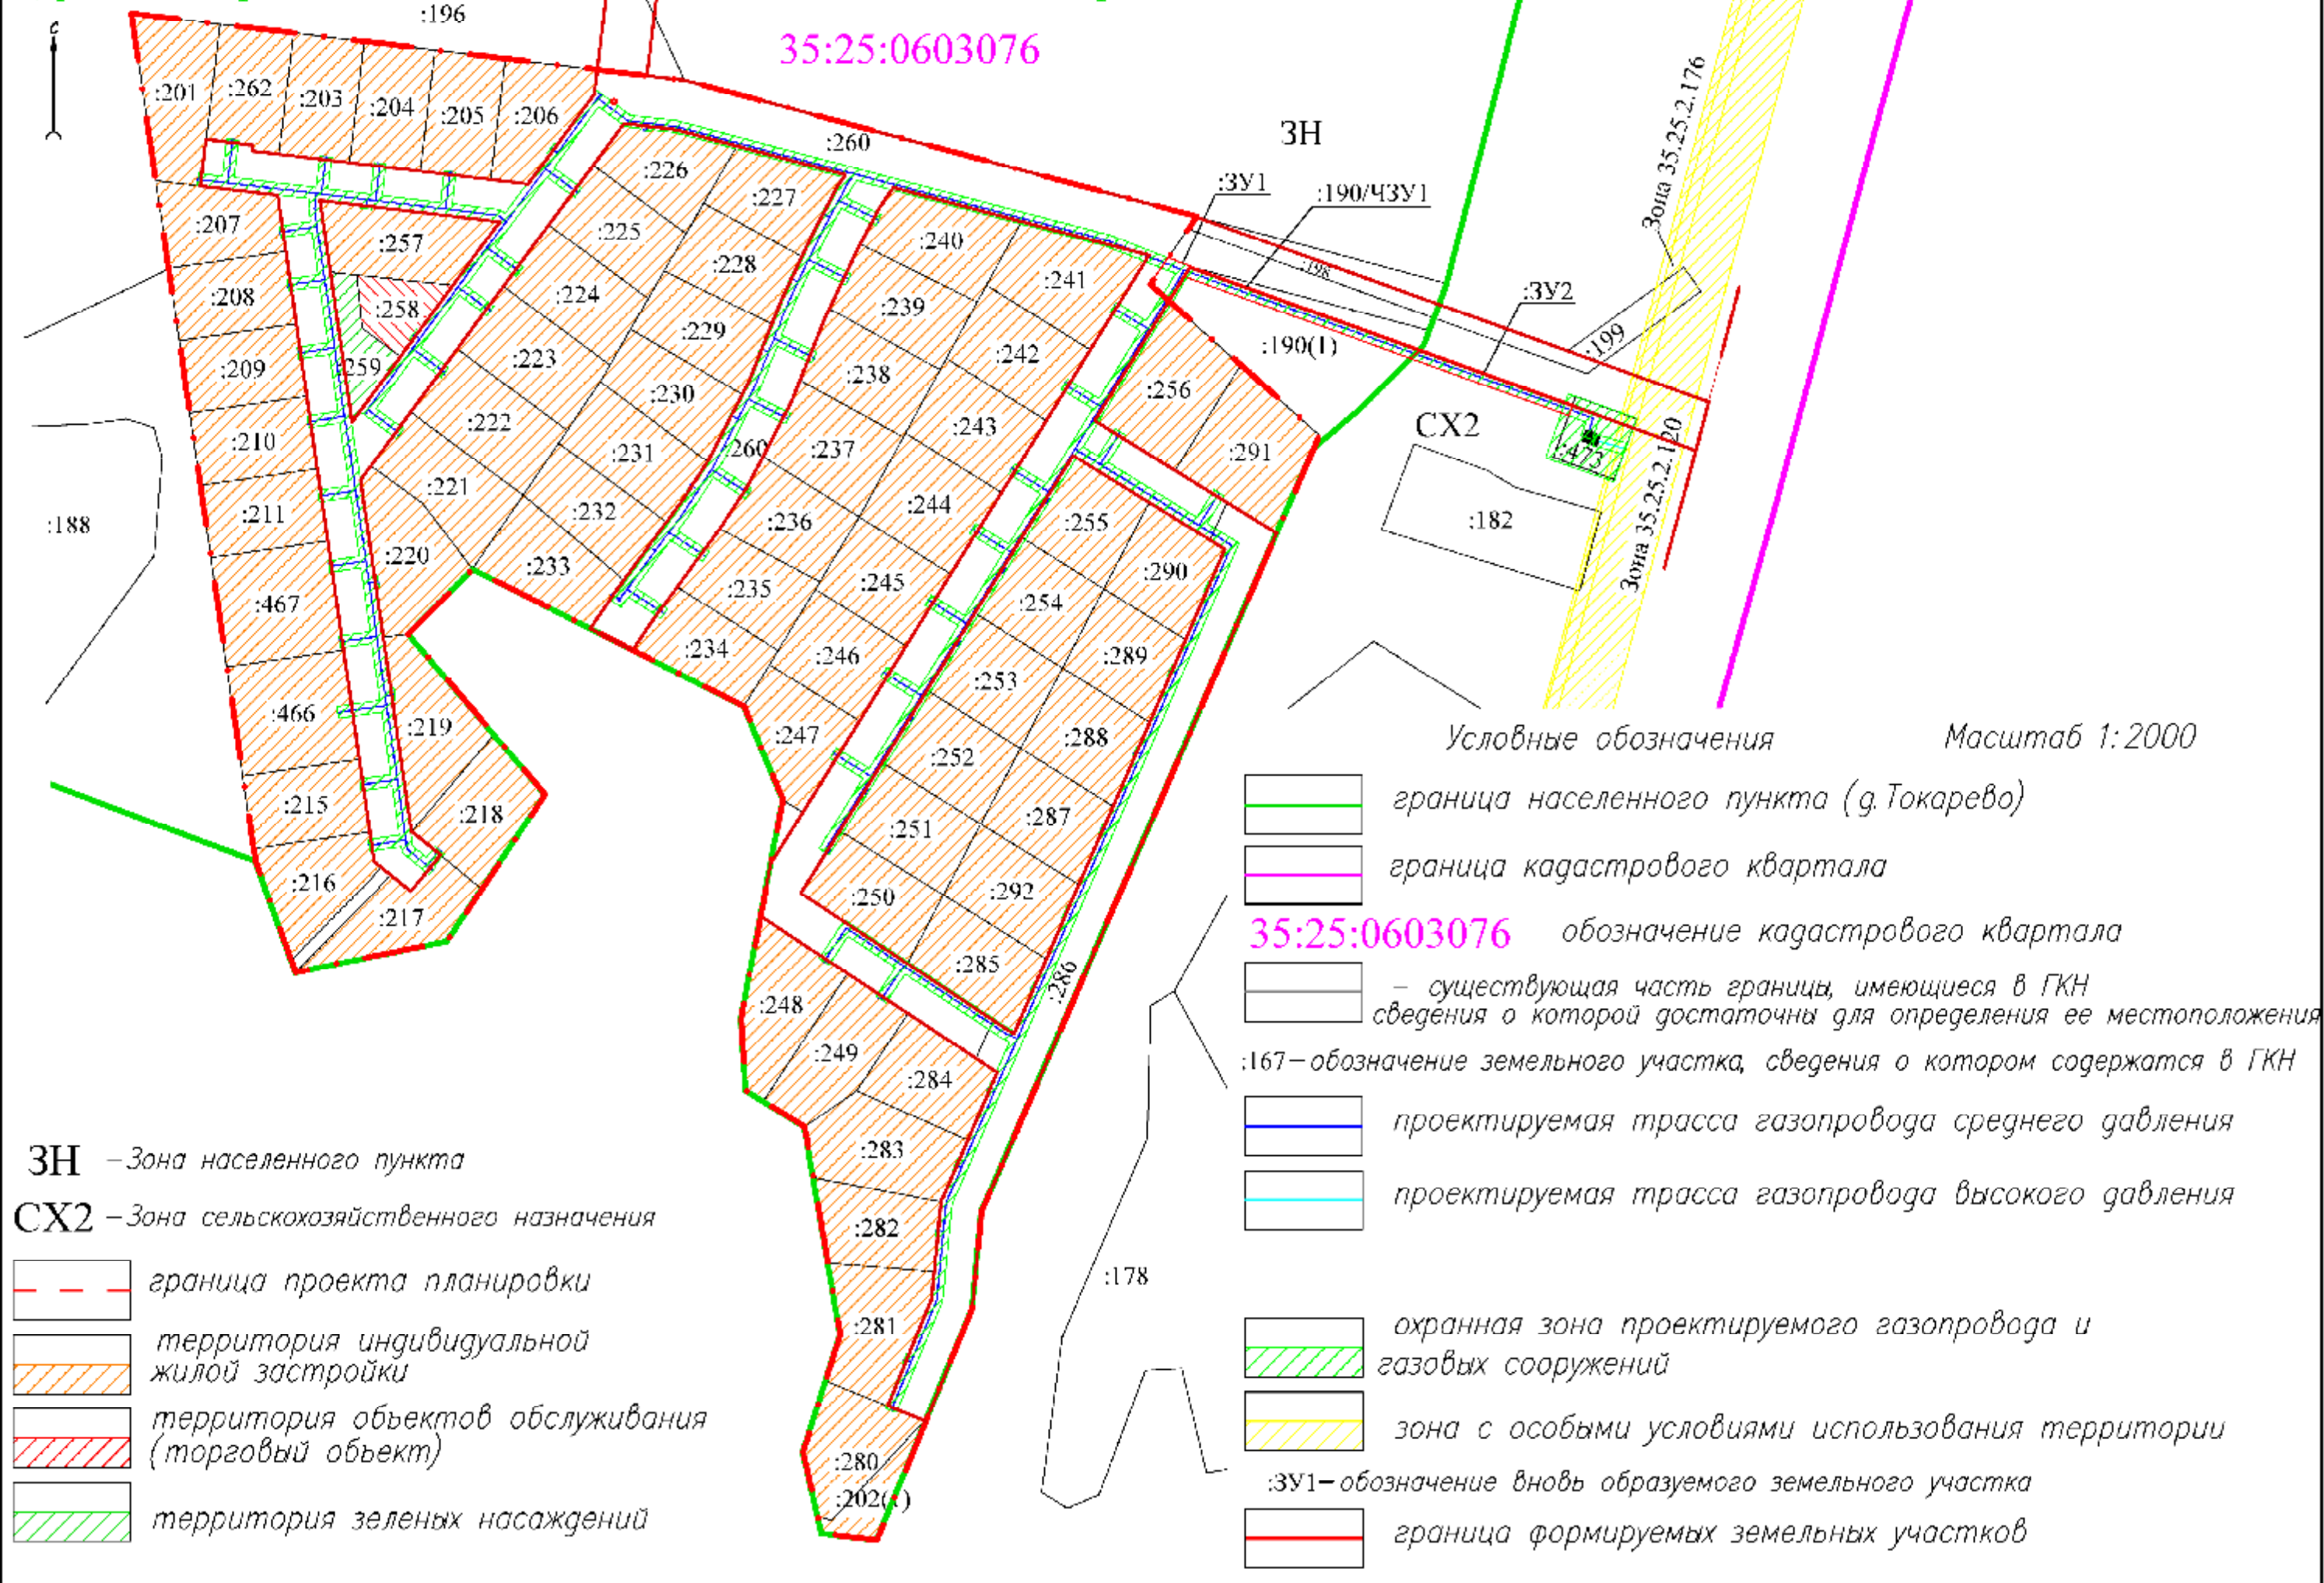 :196
с
35:25:0603076
:201
:262
:203
:204
:205
:206
:260
ЗН
Зона 35.25.2.176
:226
:227
:ЗУ1
:190/ЧЗУ1
:207
:257
:225
:228
:240
:241
:198
:208
:258
:224
:229
:239
:242
:ЗУ2
:199
:209
:259
:223
:230
:238
:243
:256
:190(1)
:210
:222
:231
:260
:237
:291
СХ2
:473
Зона 35.25.2.120
:188
:211
:221
:232
:236
:244
:255
:182
:220
:233
:235
:245
:254
:290
:467
:234
:246
:253
:289
:466
:219
:247
:252
:288
:215
:218
:251
:287
:216
:217
:250
:292
:285
:286
:248
:249
:284
:283
:282
:281
:178
:280
Условные обозначения
Масштаб 1:2000
граница населенного пункта (д.Токарево)
граница кадастрового квартала
35:25:0603076 обозначение кадастрового квартала
– существующая часть границы, имеющиеся в ГКН
сведения о которой достаточны для определения ее местоположения
:167–обозначение земельного участка, сведения о котором содержатся в ГКН
проектируемая трасса газопровода среднего давления
проектируемая трасса газопровода высокого давления
охранная зона проектируемого газопровода и
газовых сооружений
зона с особыми условиями использования территории
:ЗУ1–обозначение вновь образуемого земельного участка
граница формируемых земельных участков
ЗН –Зона населенного пункта
СХ2 –Зона сельскохозяйственного назначения
граница проекта планировки
территория индивидуальной
жилой застройки
территория объектов обслуживания
(торговый объект)
территория зеленых насаждений